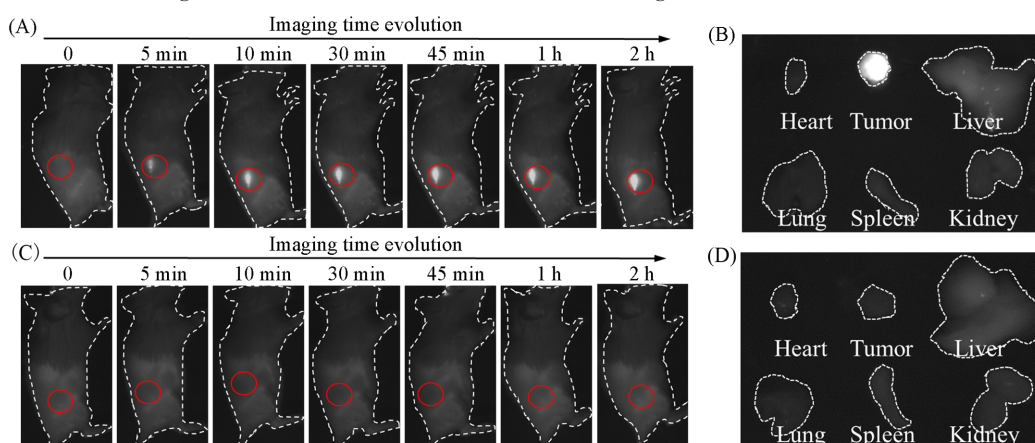 (A)
Imaging time evolution
0 5 min 10 min 30 min 45 min 1 h 2 h
(B)
Heart Tumor Liver
Lung Spleen Kidney
(C)
Imaging time evolution
0 5 min 10 min 30 min 45 min 1 h 2 h
(D)
Heart Tumor Liver
Lung Spleen Kidney